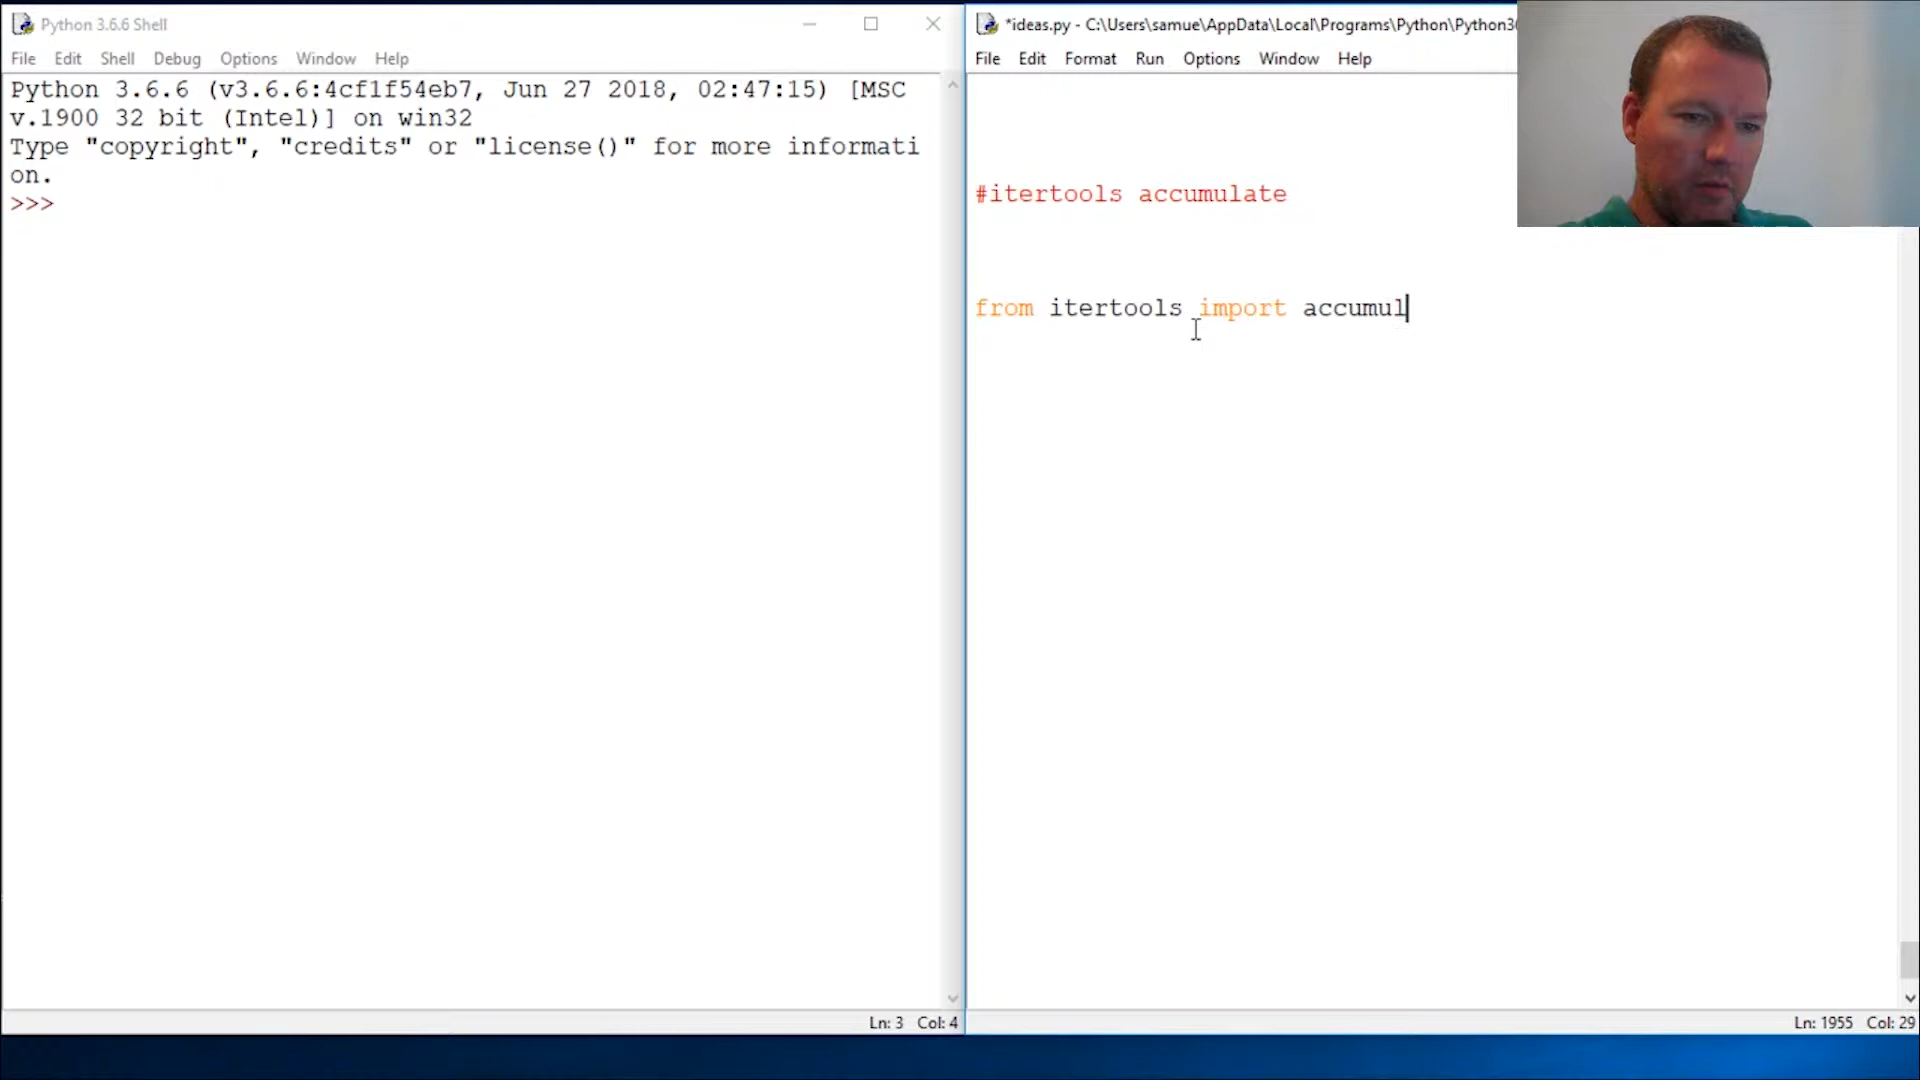 Python 3.6.6 Shell
File Edit Shell Debug Options Window Help
Python 3.6.6 (v3.6.6:4cf1f54eb7, Jun 27 2018, 02:47:15) [MSC
v.1900 32 bit (Intel)] on win32
Type "copyright", "credits" or "license()" for more informati
on.
>>>
Ln: 3 Col: 4
*ideas.py - C:\Users\samue\AppData\Local\Programs\Python\Python36
File Edit Format Run Options Window Help
#itertools accumulate
from itertools import accumul
Ln: 1955 Col: 29